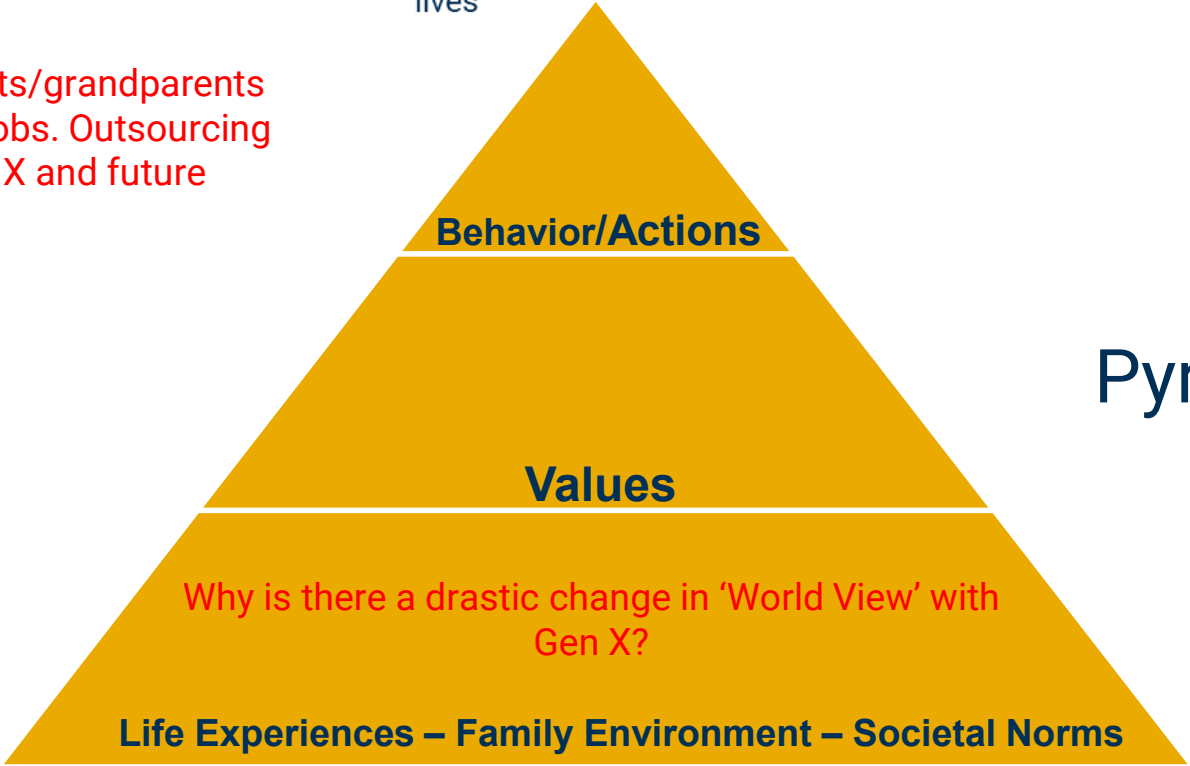 lives
ts/grandparents
obs. Outsourcing
X and future
Behavior/Actions
Pyr
Values
Why is there a drastic change in ‘World View’ with
Gen X?
Life Experiences – Family Environment – Societal Norms